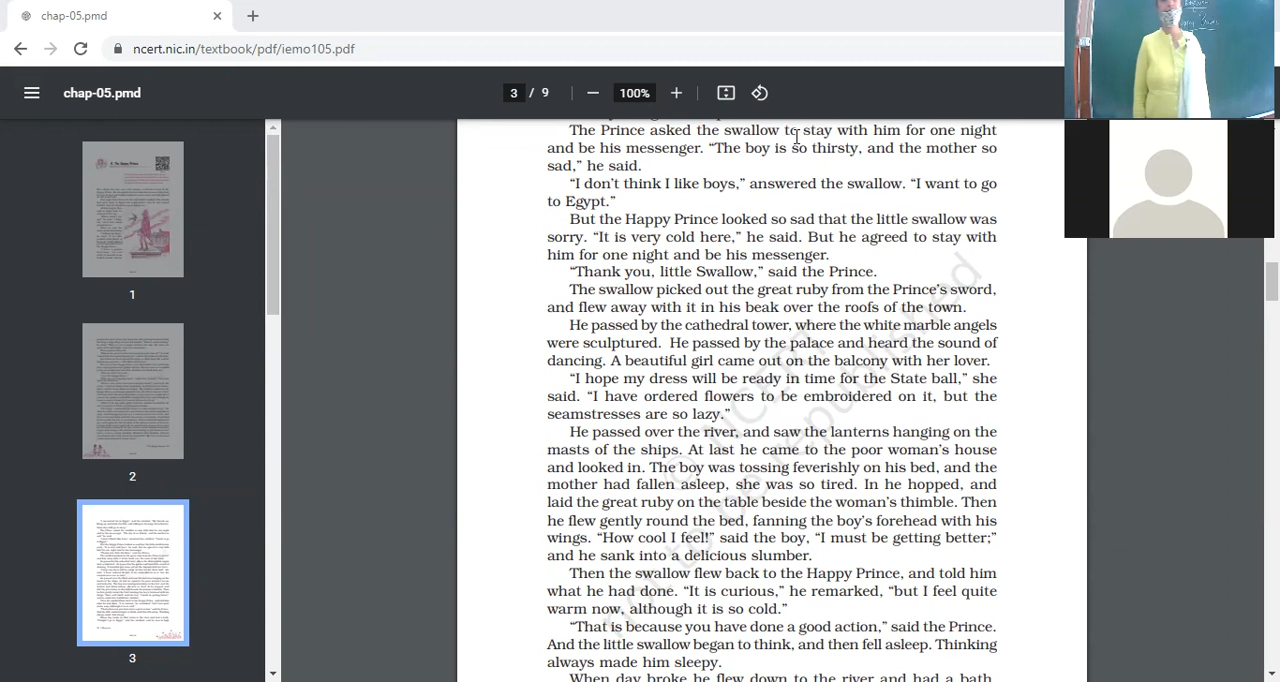 chap-05.pmd
ncert.nic.in/textbook/pdf/iemo105.pdf
chap-05.pmd
3 / 9
100%
1
2
3
The Prince asked the swallow to stay with him for one night
and be his messenger. “The boy is so thirsty, and the mother so
sad,” he said.
“I don’t think I like boys,” answered the swallow. “I want to go
to Egypt.”
But the Happy Prince looked so sad that the little swallow was
sorry. “It is very cold here,” he said. But he agreed to stay with
him for one night and be his messenger.
“Thank you, little Swallow,” said the Prince.
The swallow picked out the great ruby from the Prince’s sword,
and flew away with it in his beak over the roofs of the town.
He passed by the cathedral tower, where the white marble angels
were sculptured. He passed by the palace and heard the sound of
dancing. A beautiful girl came out on the balcony with her lover.
“I hope my dress will be ready in time for the State ball,” she
said. “I have ordered flowers to be embroidered on it, but the
seamstresses are so lazy.”
He passed over the river, and saw the lanterns hanging on the
masts of the ships. At last he came to the poor woman’s house
and looked in. The boy was tossing feverishly on his bed, and the
mother had fallen asleep, she was so tired. In he hopped, and
laid the great ruby on the table beside the woman’s thimble. Then
he flew gently round the bed, fanning the boy’s forehead with his
wings. “How cool I feel!” said the boy, “I must be getting better;”
and he sank into a delicious slumber.
Then the swallow flew back to the Happy Prince, and told him
what he had done. “It is curious,” he remarked, “but I feel quite
warm now, although it is so cold.”
“That is because you have done a good action,” said the Prince.
And the little swallow began to think, and then fell asleep. Thinking
always made him sleepy.
When day broke he flew down to the river and had a bath.